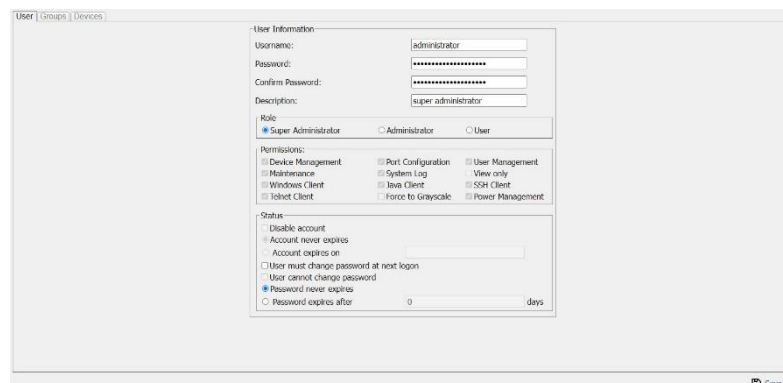 User Groups Devices
User Information
Username: administrator
Password: ••••••••••••••••••••
Confirm Password: ••••••••••••••••••••
Description: super administrator
Role
Super Administrator Administrator User
Permissions:
Device Management Port Configuration User Management
Maintenance System Log View only
Windows Client Java Client SSH Client
Telnet Client Force to Grayscale Power Management
Status
Disable account
Account never expires
Account expires on
User must change password at next logon
User cannot change password
Password never expires
Password expires after 0 days